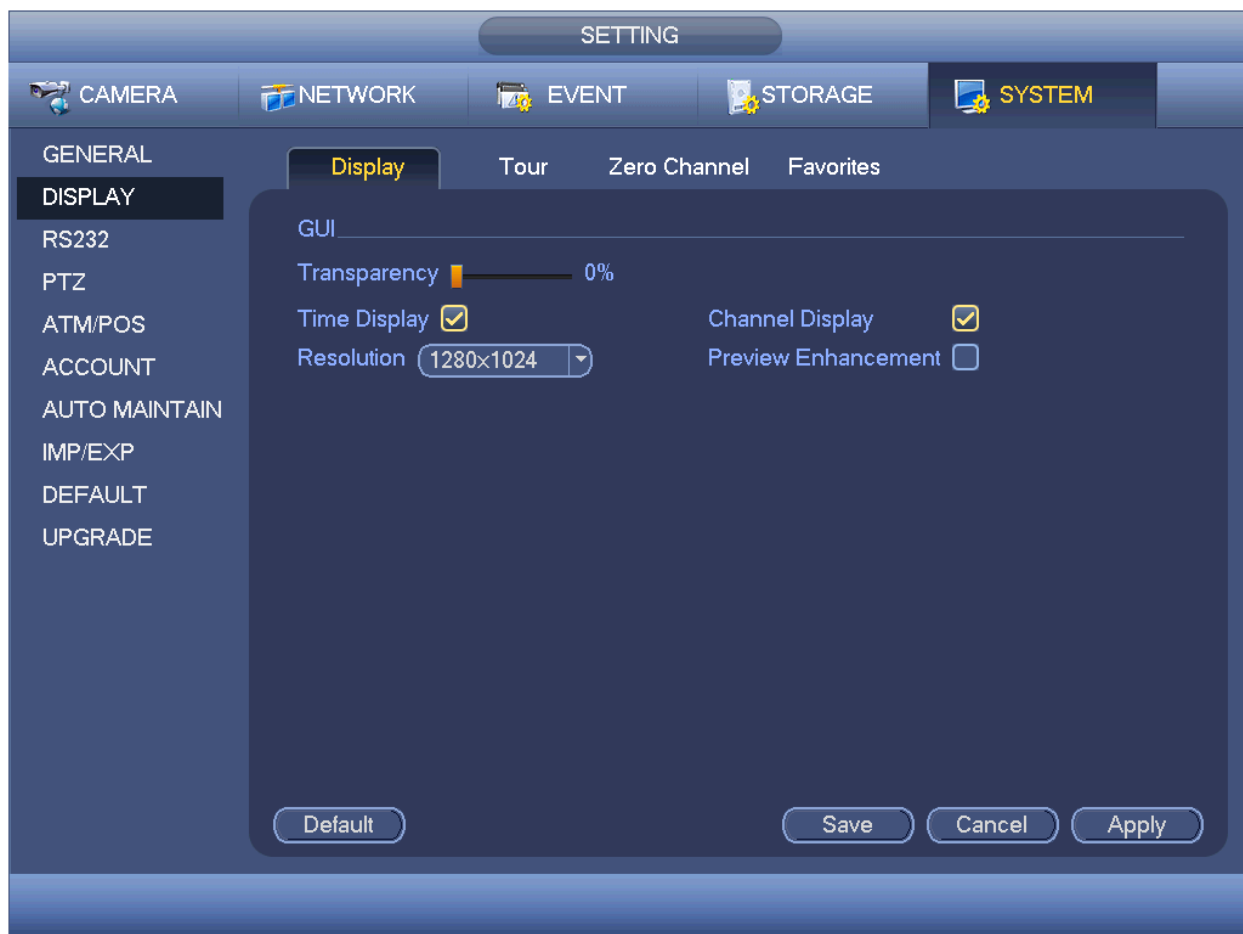 SETTING
CAMERA NETWORK EVENT STORAGE SYSTEM
GENERAL
DISPLAY
RS232
PTZ
ATM/POS
ACCOUNT
AUTO MAINTAIN
IMP/EXP
DEFAULT
UPGRADE
Display Tour Zero Channel Favorites
GUI
Transparency 0%
Time Display Channel Display
Resolution 1280×1024 Preview Enhancement
Default Save Cancel Apply